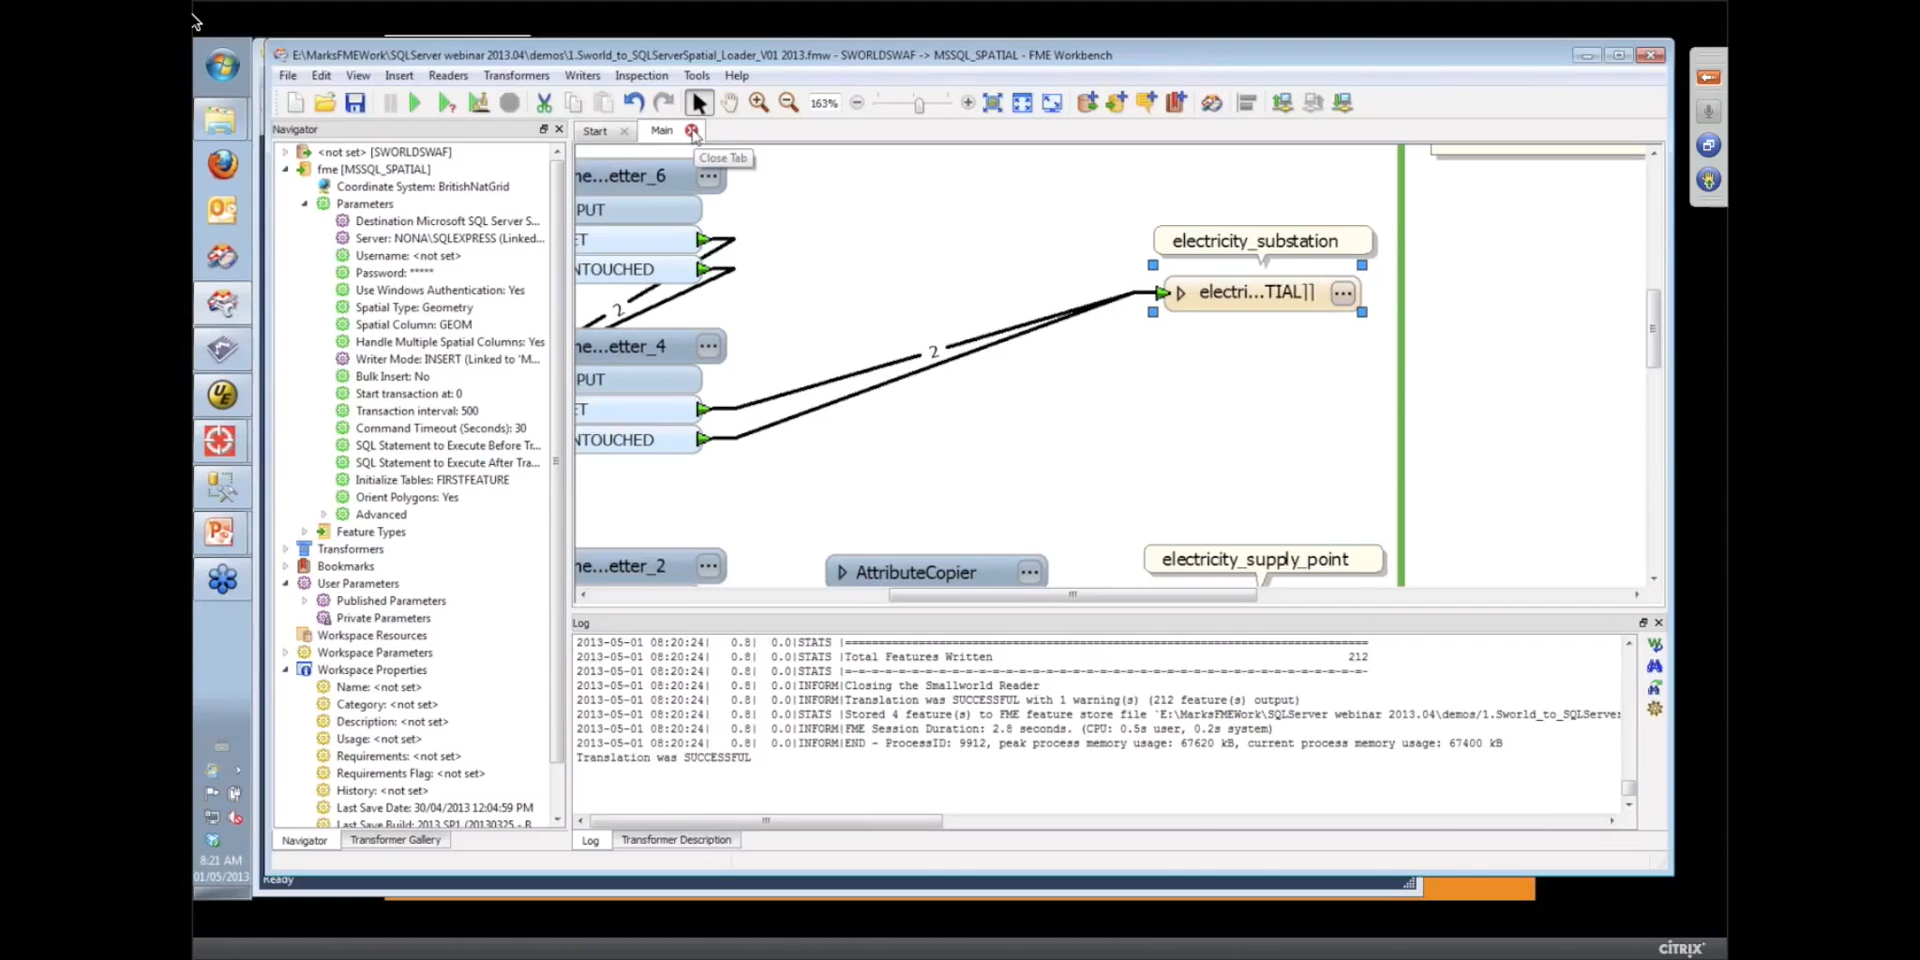 E:\MarksFMEWork\SQLServer webinar 2013.04\demos\1.Sworld_to_SQLServerSpatial_Loader_V01 2013.fmw - SWORLDSWAF -> MSSQL_SPATIAL - FME Workbench
File Edit View Insert Readers Transformers Writers Inspection Tools Help
163%
Navigator
Start
Main
Close Tab
<not set> [SWORLDSWAF]
fme [MSSQL_SPATIAL]
Coordinate System: BritishNatGrid
Parameters
Destination Microsoft SQL Server S...
Server: NONA\SQLEXPRESS (Linked...
Username: <not set>
Password: *****
Use Windows Authentication: Yes
Spatial Type: Geometry
Spatial Column: GEOM
Handle Multiple Spatial Columns: Yes
Writer Mode: INSERT (Linked to 'M...
Bulk Insert: No
Start transaction at: 0
Transaction interval: 500
Command Timeout (Seconds): 30
SQL Statement to Execute Before Tr...
SQL Statement to Execute After Tra...
Initialize Tables: FIRSTFEATURE
Orient Polygons: Yes
Advanced
Feature Types
Transformers
Bookmarks
User Parameters
Published Parameters
Private Parameters
Workspace Resources
Workspace Parameters
Workspace Properties
Name: <not set>
Category: <not set>
Description: <not set>
Usage: <not set>
Requirements: <not set>
Requirements Flag: <not set>
History: <not set>
Last Save Date: 30/04/2013 12:04:59 PM
Last Save Build: 2013 SP1 (20130325 - B
Navigator
Transformer Gallery
me...etter_6
PUT
ET
NTOUCHED
2
me...etter_4
PUT
ET
NTOUCHED
2
me...etter_2
AttributeCopier
electricity_substation
electri...TIAL]]
electricity_supply_point
Log
2013-05-01 08:20:24| 0.8| 0.0|STATS |==============================================================================
2013-05-01 08:20:24| 0.8| 0.0|STATS |Total Features Written 212
2013-05-01 08:20:24| 0.8| 0.0|STATS |=-=-=-=-=-=-=-=-=-=-=-=-=-=-=-=-=-=-=-=-=-=-=-=-=-=-=-=-=-=-=-=-=-=-=-=-=-=-=-
2013-05-01 08:20:24| 0.8| 0.0|INFORM|Closing the Smallworld Reader
2013-05-01 08:20:24| 0.8| 0.0|INFORM|Translation was SUCCESSFUL with 1 warning(s) (212 feature(s) output)
2013-05-01 08:20:24| 0.8| 0.0|STATS |Stored 4 feature(s) to FME feature store file `E:\MarksFMEWork\SQLServer webinar 2013.04\demos/1.Sworld_to_SQLServer
2013-05-01 08:20:24| 0.8| 0.0|INFORM|FME Session Duration: 2.8 seconds. (CPU: 0.5s user, 0.2s system)
2013-05-01 08:20:24| 0.8| 0.0|INFORM|END - ProcessID: 9912, peak process memory usage: 67620 kB, current process memory usage: 67400 kB
Translation was SUCCESSFUL
Log
Transformer Description
8:21 AM
01/05/2013
Ready
CITRIX